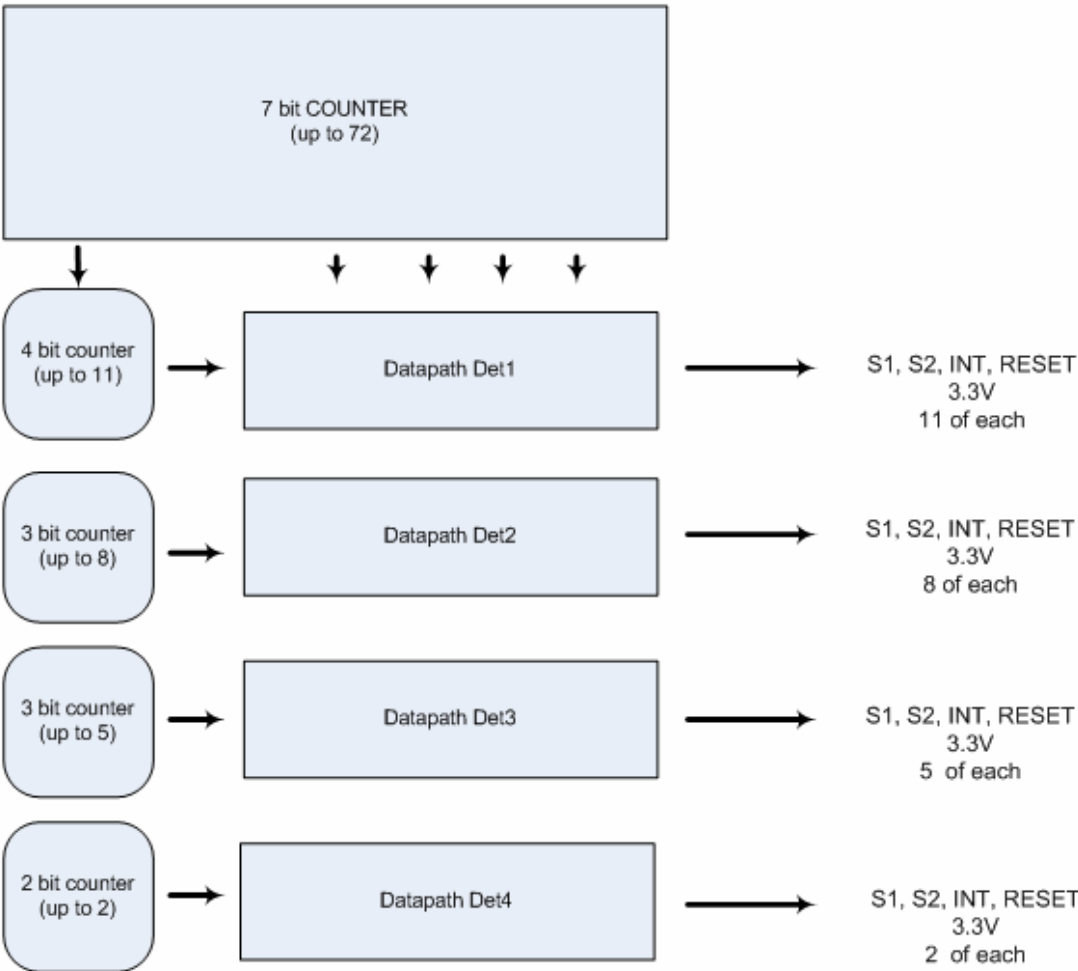 7 bit COUNTER
(up to 72)
4 bit counter
(up to 11)
Datapath Det1
S1, S2, INT, RESET
3.3V
11 of each
3 bit counter
(up to 8)
Datapath Det2
S1, S2, INT, RESET
3.3V
8 of each
3 bit counter
(up to 5)
Datapath Det3
S1, S2, INT, RESET
3.3V
5 of each
2 bit counter
(up to 2)
Datapath Det4
S1, S2, INT, RESET
3.3V
2 of each